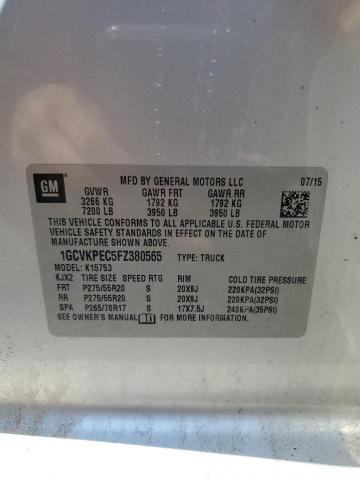 GM
MFD BY GENERAL MOTORS LLC 07/15
GVWR GAWR FRT GAWR RR
3266 KG 1792 KG 1792 KG
7200 LB 3950 LB 3950 LB
THIS VEHICLE CONFORMS TO ALL APPLICABLE U.S. FEDERAL MOTOR
VEHICLE SAFETY STANDARDS IN EFFECT ON THE DATE OF
MANUFACTURE SHOWN ABOVE.
1GCVKPEC5FZ380565 TYPE: TRUCK
MODEL: K15753
KJX2 TIRE SIZE SPEED RTG RIM COLD TIRE PRESSURE
FRT P275/55R20 S 20X9J 220KPA(32PSI)
RR P275/55R20 S 20X9J 220KPA(32PSI)
SPA P265/70R17 S 17X7.5J 240KPA(35PSI)
SEE OWNER'S MANUAL FOR ADDITIONAL INFORMATION.